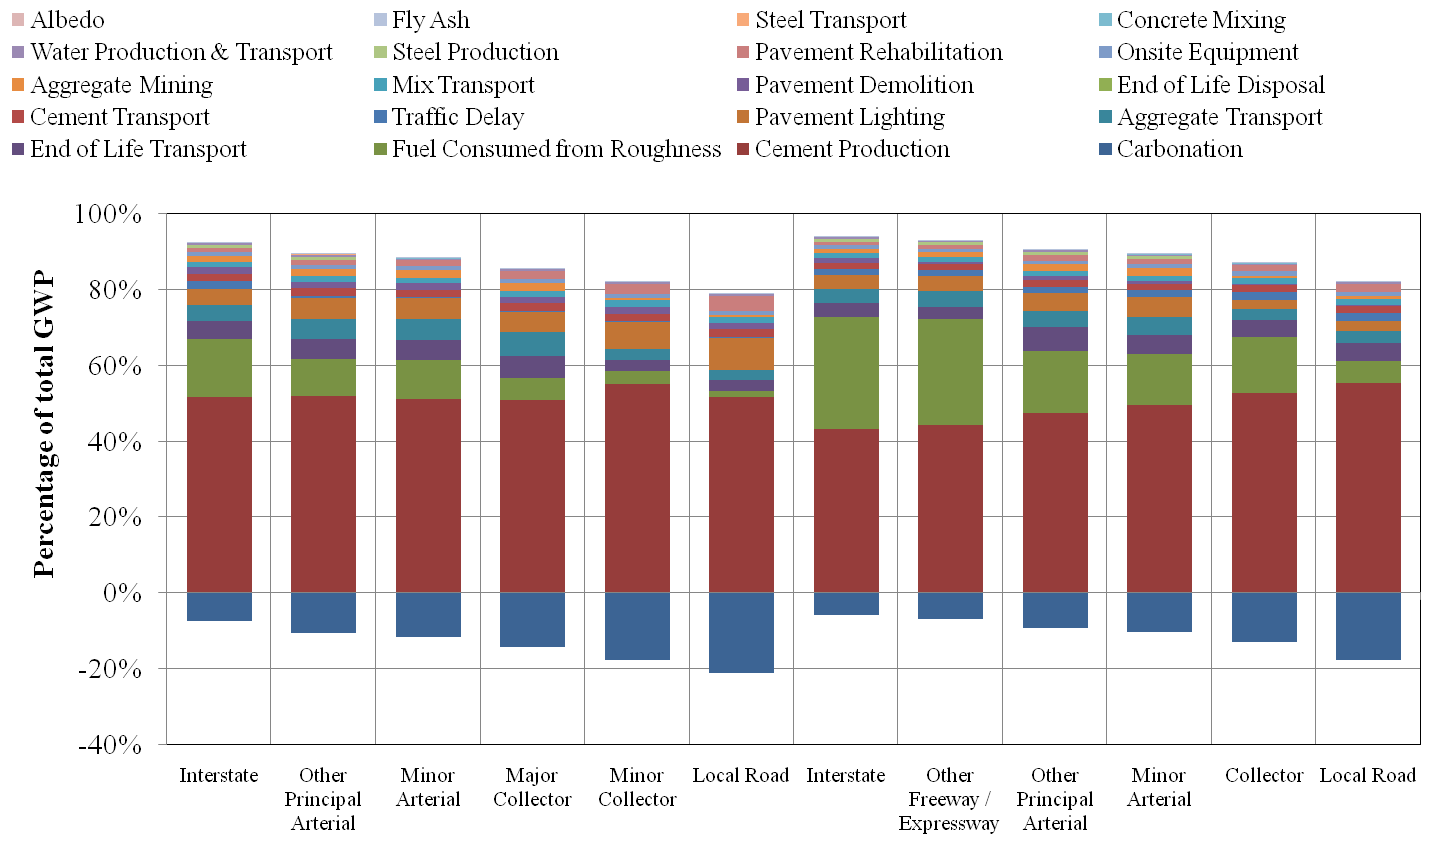 Albedo
Fly Ash
Steel Transport
Concrete Mixing
Water Production & Transport
Steel Production
Pavement Rehabilitation
Onsite Equipment
Aggregate Mining
Mix Transport
Pavement Demolition
End of Life Disposal
Cement Transport
Traffic Delay
Pavement Lighting
Aggregate Transport
End of Life Transport
Fuel Consumed from Roughness
Cement Production
Carbonation
Percentage of total GWP
100%
80%
60%
40%
20%
0%
-20%
-40%
Interstate
Other
Principal
Arterial
Minor
Arterial
Major
Collector
Minor
Collector
Local Road
Interstate
Other
Freeway /
Expressway
Other
Principal
Arterial
Minor
Arterial
Collector
Local Road